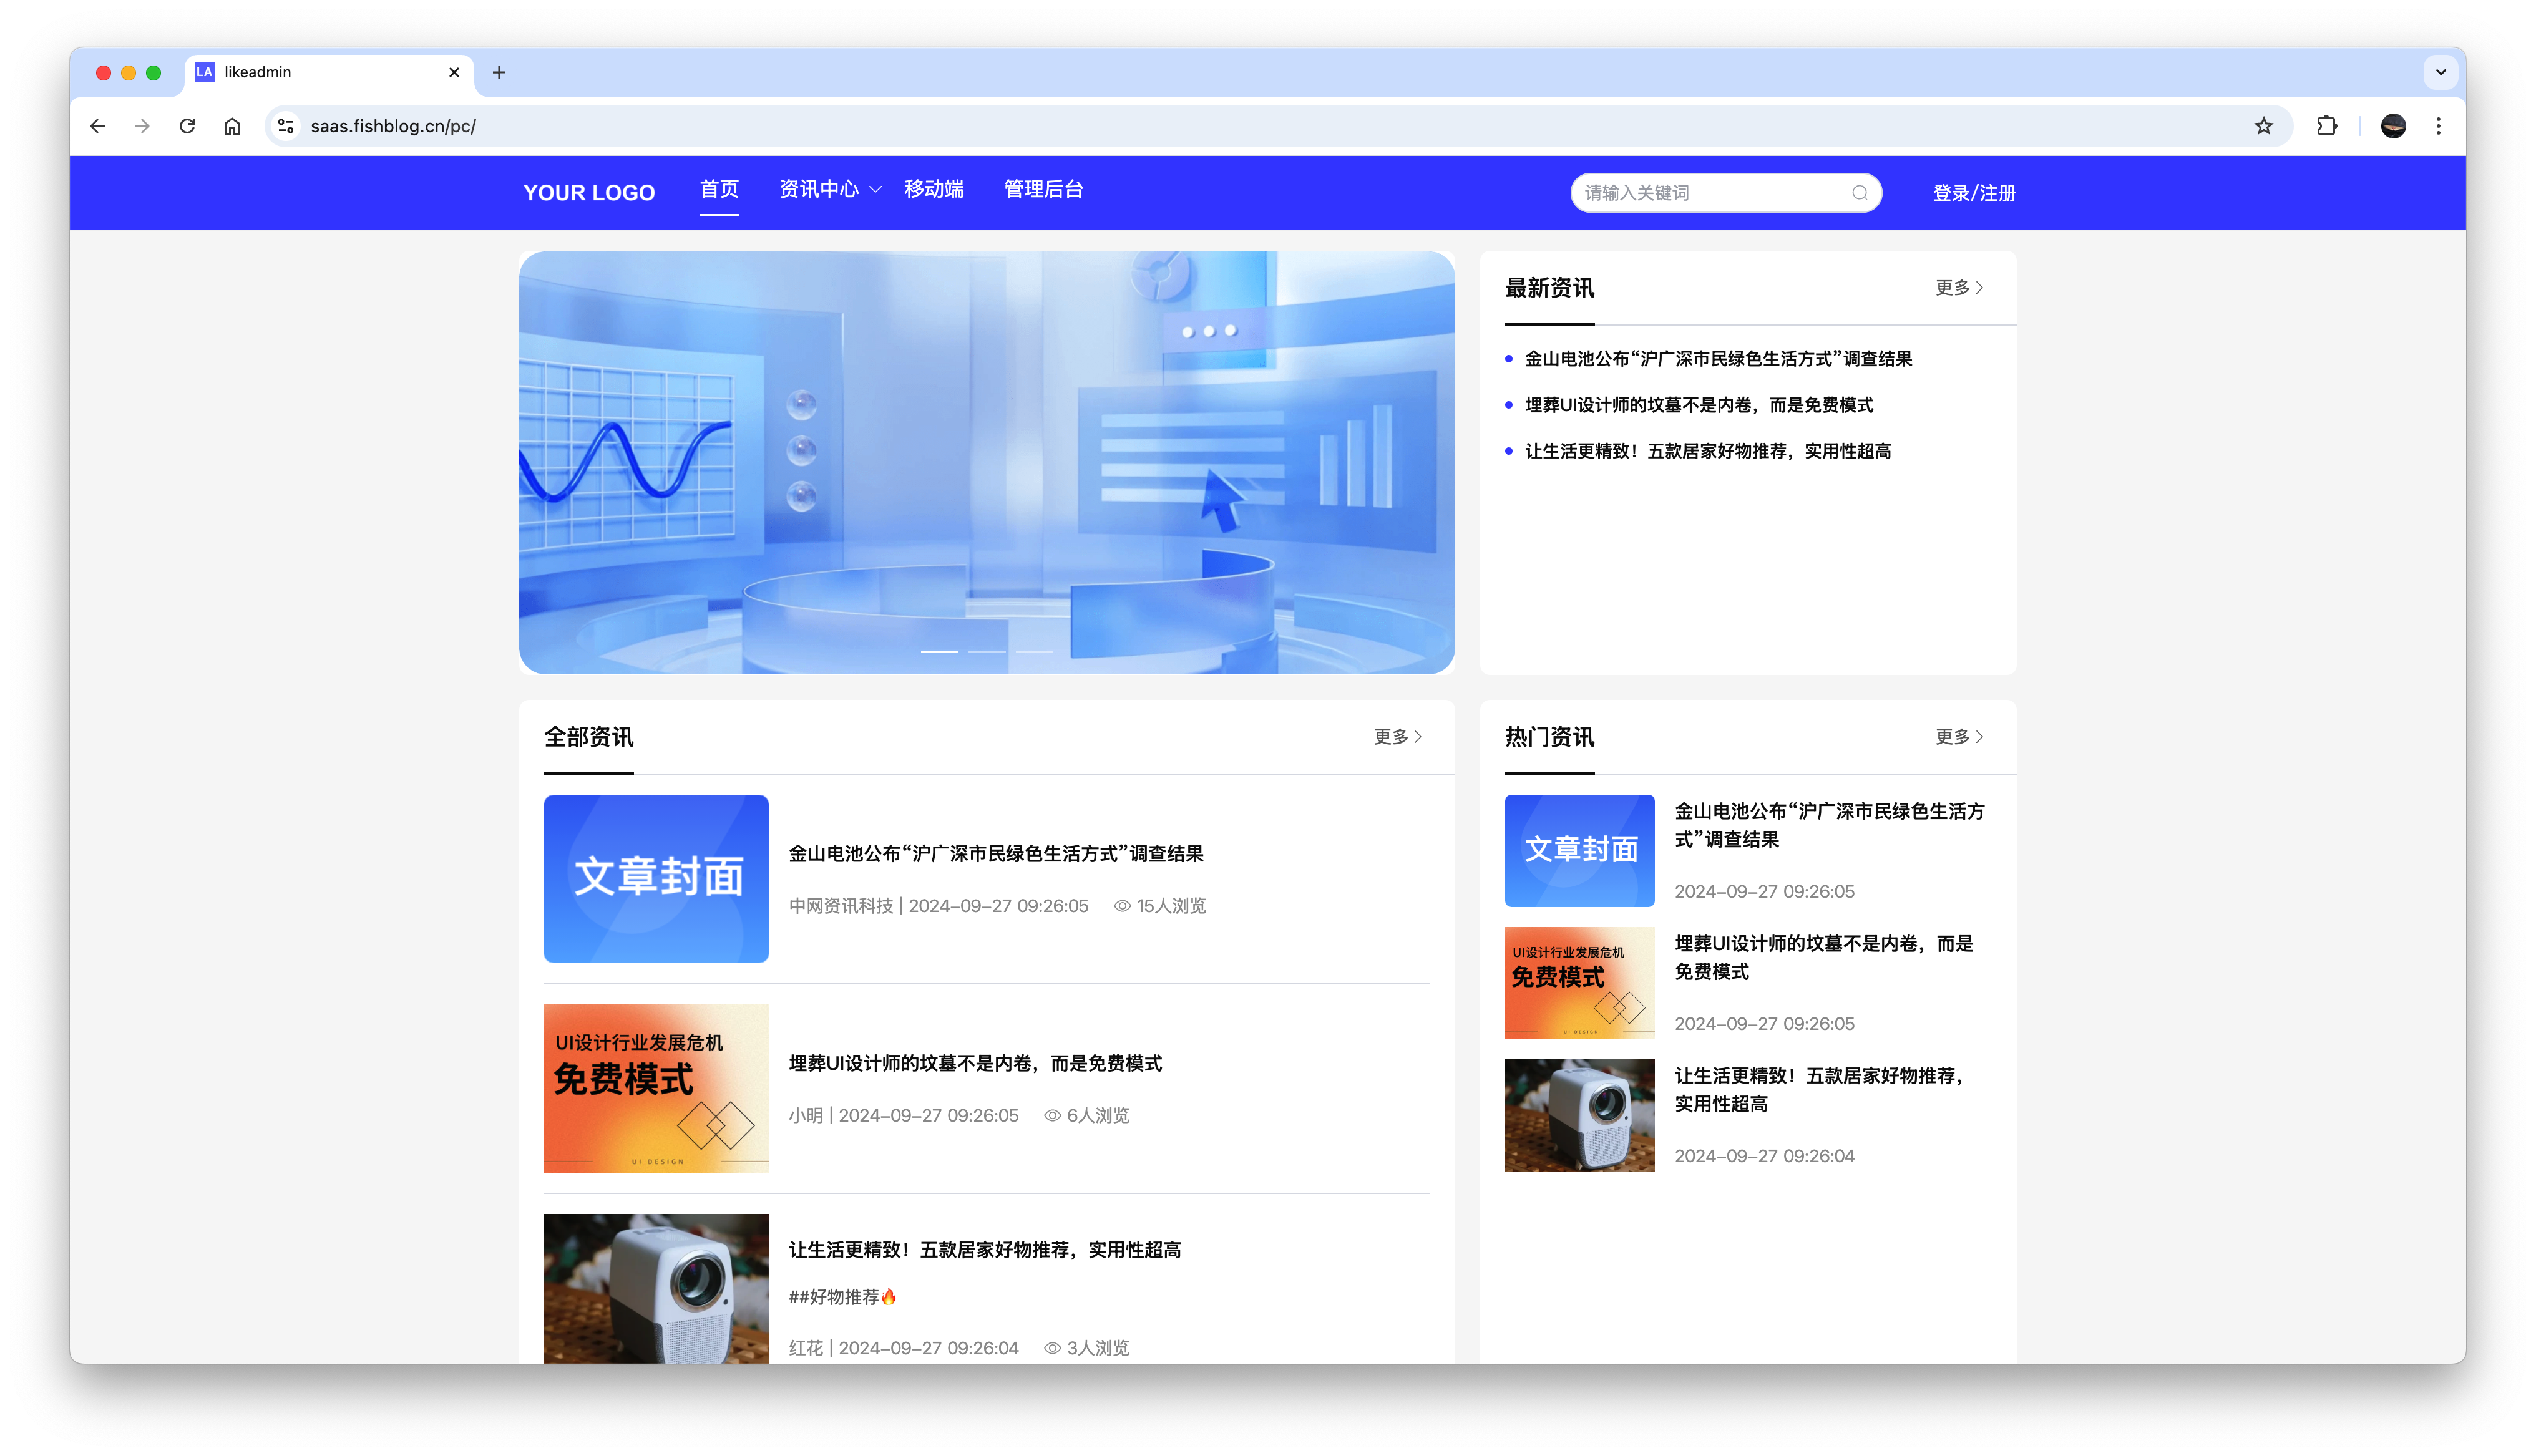 LA likeadmin
saas.fishblog.cn/pc/
YOUR LOGO 首页 资讯中心 移动端 管理后台 请输入关键词 登录/注册
最新资讯 更多
金山电池公布“沪广深市民绿色生活方式”调查结果
埋葬UI设计师的坟墓不是内卷，而是免费模式
让生活更精致！五款居家好物推荐，实用性超高
全部资讯 更多
文章封面
金山电池公布“沪广深市民绿色生活方式”调查结果
中网资讯科技 | 2024-09-27 09:26:05 15人浏览
UI设计行业发展危机
免费模式
UI DESIGN
埋葬UI设计师的坟墓不是内卷，而是免费模式
小明 | 2024-09-27 09:26:05 6人浏览
让生活更精致！五款居家好物推荐，实用性超高
##好物推荐🔥
红花 | 2024-09-27 09:26:04 3人浏览
热门资讯 更多
文章封面
金山电池公布“沪广深市民绿色生活方
式”调查结果
2024-09-27 09:26:05
UI设计行业发展危机
免费模式
UI DESIGN
埋葬UI设计师的坟墓不是内卷，而是
免费模式
2024-09-27 09:26:05
让生活更精致！五款居家好物推荐，
实用性超高
2024-09-27 09:26:04